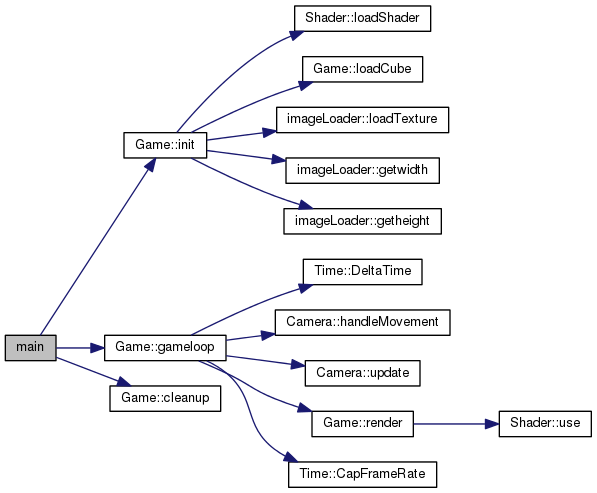 Shader::loadShader
Game::loadCube
imageLoader::loadTexture
Game::init
imageLoader::getwidth
imageLoader::getheight
Time::DeltaTime
Camera::handleMovement
main
Game::gameloop
Camera::update
Game::cleanup
Game::render
Shader::use
Time::CapFrameRate